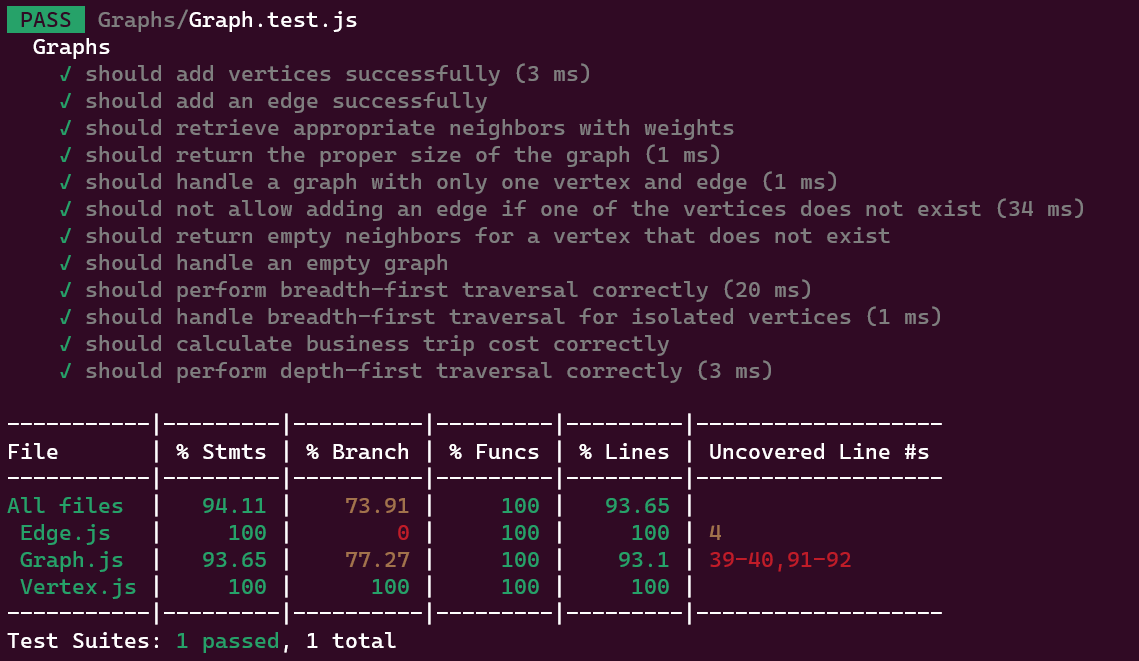 PASS Graphs/Graph.test.js
Graphs
√ should add vertices successfully (3 ms)
√ should add an edge successfully
√ should retrieve appropriate neighbors with weights
√ should return the proper size of the graph (1 ms)
√ should handle a graph with only one vertex and edge (1 ms)
√ should not allow adding an edge if one of the vertices does not exist (34 ms)
√ should return empty neighbors for a vertex that does not exist
√ should handle an empty graph
√ should perform breadth-first traversal correctly (20 ms)
√ should handle breadth-first traversal for isolated vertices (1 ms)
√ should calculate business trip cost correctly
√ should perform depth-first traversal correctly (3 ms)
-----------|---------|----------|---------|---------|-------------------
File | % Stmts | % Branch | % Funcs | % Lines | Uncovered Line #s
-----------|---------|----------|---------|---------|-------------------
All files | 94.11 | 73.91 | 100 | 93.65 |
Edge.js | 100 | 0 | 100 | 100 | 4
Graph.js | 93.65 | 77.27 | 100 | 93.1 | 39-40,91-92
Vertex.js | 100 | 100 | 100 | 100 |
-----------|---------|----------|---------|---------|-------------------
Test Suites: 1 passed, 1 total